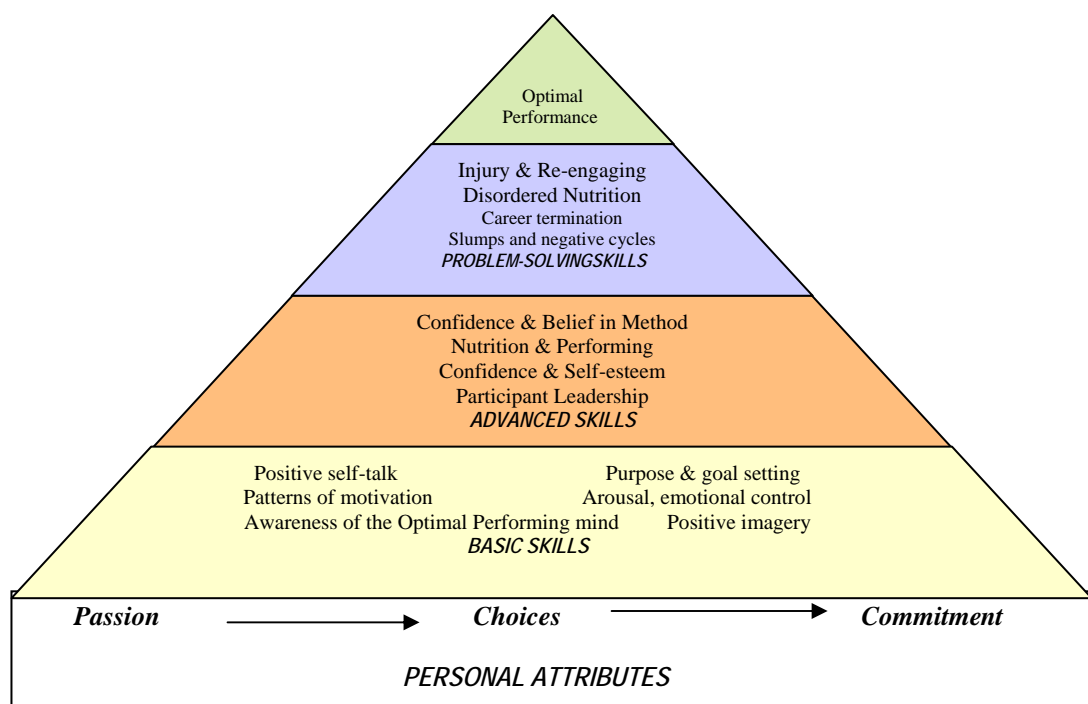 Optimal
Performance
Injury & Re-engaging
Disordered Nutrition
Career termination
Slumps and negative cycles
PROBLEM-SOLVINGSKILLS
Confidence & Belief in Method
Nutrition & Performing
Confidence & Self-esteem
Participant Leadership
ADVANCED SKILLS
Positive self-talk Purpose & goal setting
Patterns of motivation Arousal, emotional control
Awareness of the Optimal Performing mind Positive imagery
BASIC SKILLS
Passion Choices Commitment
PERSONAL ATTRIBUTES